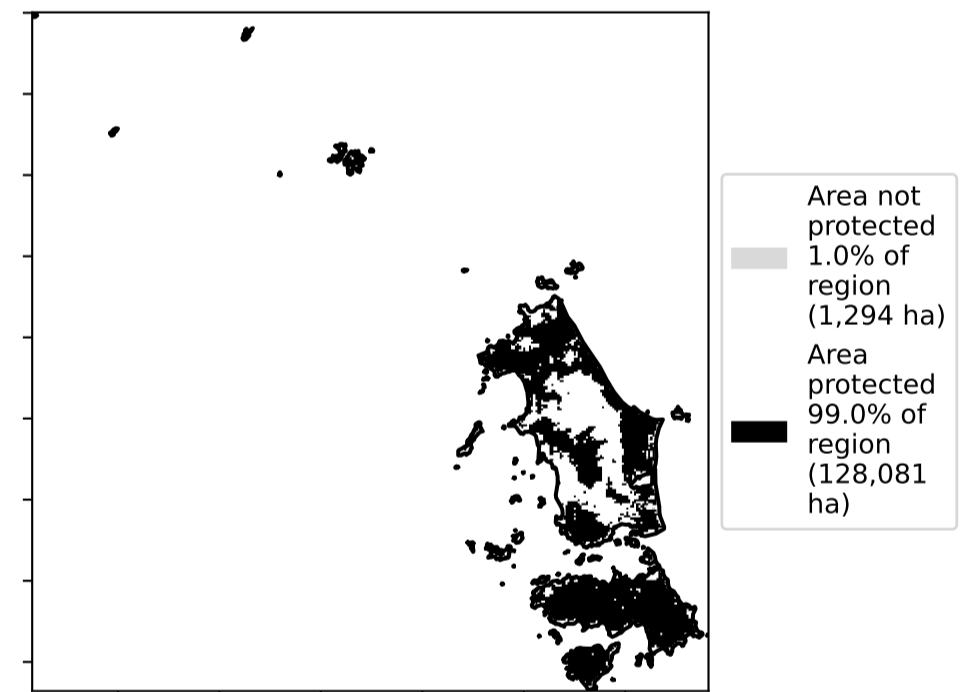 Area not
protected
1.0% of
region
(1,294 ha)
Area
protected
99.0% of
region
(128,081
ha)